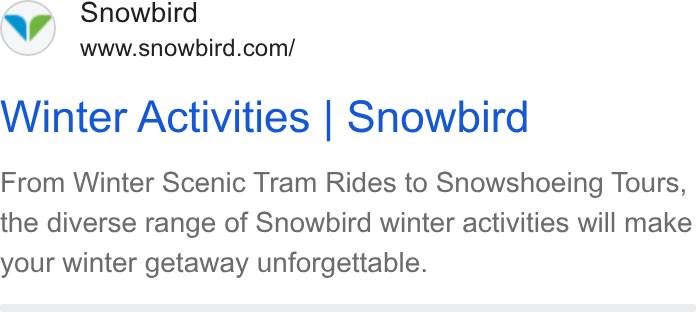 Snowbird
www.snowbird.com/
Winter Activities | Snowbird
From Winter Scenic Tram Rides to Snowshoeing Tours,
the diverse range of Snowbird winter activities will make
your winter getaway unforgettable.